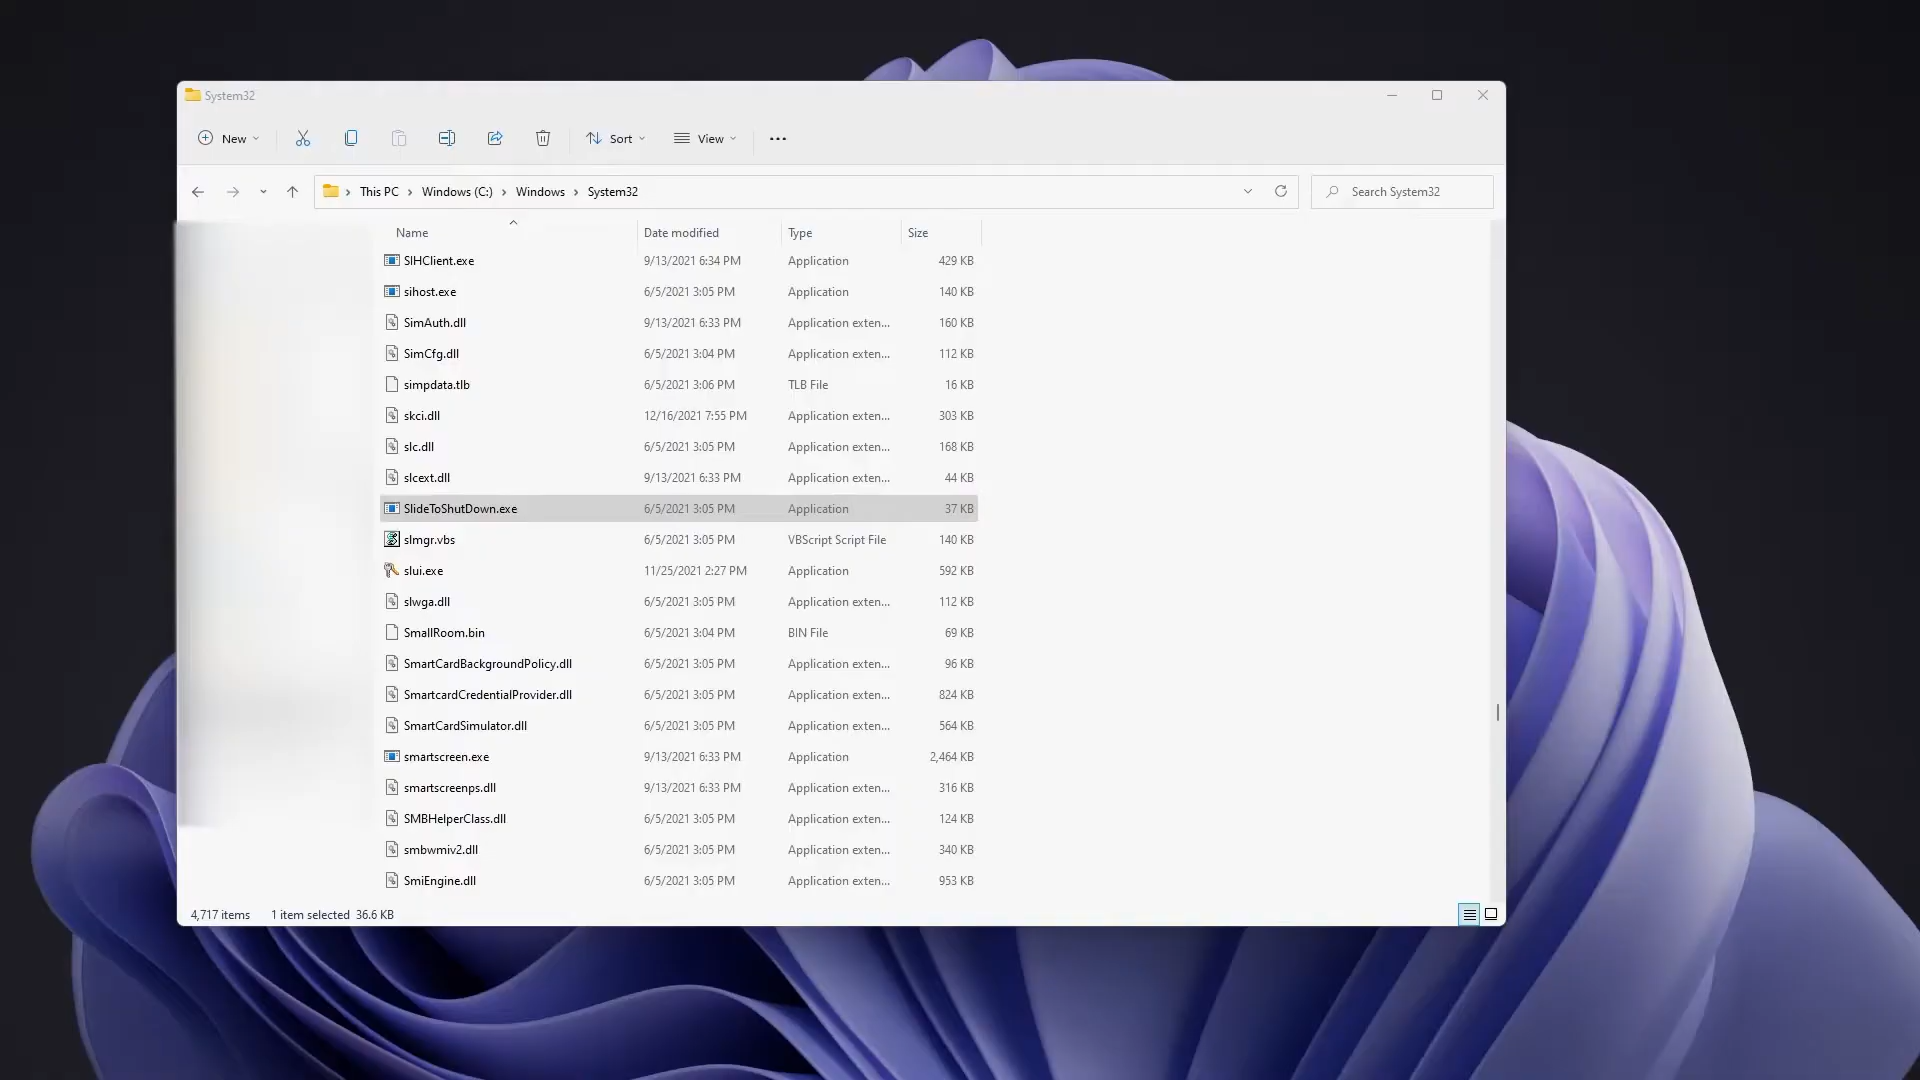 System32
New
Sort
View
This PC > Windows (C:) > Windows > System32
Search System32
Name Date modified Type Size
SIHClient.exe 9/13/2021 6:34 PM Application 429 KB
sihost.exe 6/5/2021 3:05 PM Application 140 KB
SimAuth.dll 9/13/2021 6:33 PM Application exten... 160 KB
SimCfg.dll 6/5/2021 3:04 PM Application exten... 112 KB
simpdata.tlb 6/5/2021 3:06 PM TLB File 16 KB
skci.dll 12/16/2021 7:55 PM Application exten... 303 KB
slc.dll 6/5/2021 3:05 PM Application exten... 168 KB
slcext.dll 9/13/2021 6:33 PM Application exten... 44 KB
SlideToShutDown.exe 6/5/2021 3:05 PM Application 37 KB
slmgr.vbs 6/5/2021 3:05 PM VBScript Script File 140 KB
slui.exe 11/25/2021 2:27 PM Application 592 KB
slwga.dll 6/5/2021 3:05 PM Application exten... 112 KB
SmallRoom.bin 6/5/2021 3:04 PM BIN File 69 KB
SmartCardBackgroundPolicy.dll 6/5/2021 3:05 PM Application exten... 96 KB
SmartcardCredentialProvider.dll 6/5/2021 3:05 PM Application exten... 824 KB
SmartCardSimulator.dll 6/5/2021 3:05 PM Application exten... 564 KB
smartscreen.exe 9/13/2021 6:33 PM Application 2,464 KB
smartscreenps.dll 9/13/2021 6:33 PM Application exten... 316 KB
SMBHelperClass.dll 6/5/2021 3:05 PM Application exten... 124 KB
smbwmiv2.dll 6/5/2021 3:05 PM Application exten... 340 KB
SmiEngine.dll 6/5/2021 3:05 PM Application exten... 953 KB
4,717 items 1 item selected 36.6 KB